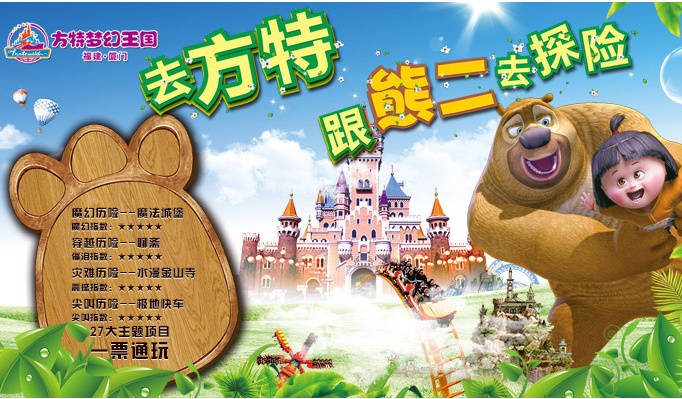 方特梦幻王国
福建·厦门
去方特
跟熊二去探险
魔幻历险--魔法城堡
魔幻指数：★★★★★
穿越历险--聊斋
催泪指数：★★★★★
灾难历险--水漫金山寺
震撼指数：★★★★★
尖叫历险--极地快车
尖叫指数：★★★★★
27大主题项目
一票通玩